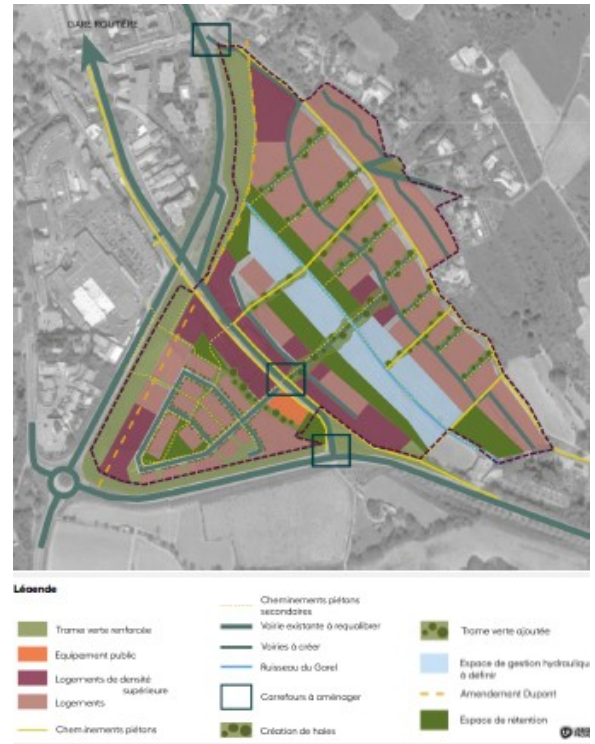 GARE ROUTIÈRE
Légende
Trame verte renforcée
Equipement public
Logements de densité
supérieure
Logements
Cheminements piétons
Cheminements piétons
secondaires
Voirie existante à requalibrer
Voiries à créer
Ruisseau du Gorel
Carrefours à aménager
Création de haies
Trame verte ajoutée
Espace de gestion hydraulique
à définir
Amendement Dupont
Espace de rétention